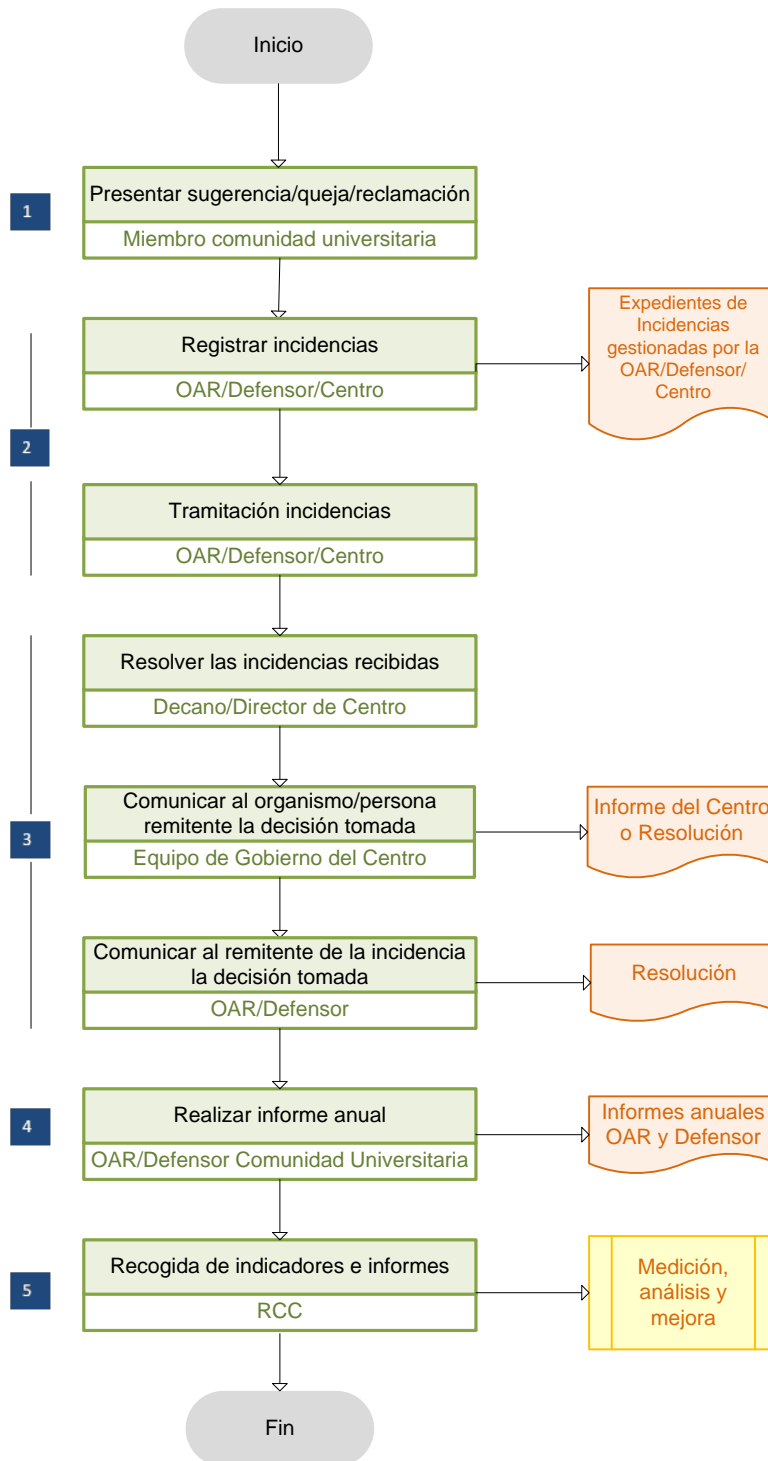 Inicio
1
Presentar sugerencia/queja/reclamación
Miembro comunidad universitaria
2
Registrar incidencias
OAR/Defensor/Centro
Expedientes de
Incidencias
gestionadas por la
OAR/Defensor/
Centro
Tramitación incidencias
OAR/Defensor/Centro
3
Resolver las incidencias recibidas
Decano/Director de Centro
Comunicar al organismo/persona
remitente la decisión tomada
Equipo de Gobierno del Centro
Informe del Centro
o Resolución
Comunicar al remitente de la incidencia
la decisión tomada
OAR/Defensor
Resolución
4
Realizar informe anual
OAR/Defensor Comunidad Universitaria
Informes anuales
OAR y Defensor
5
Recogida de indicadores e informes
RCC
Medición,
análisis y
mejora
Fin